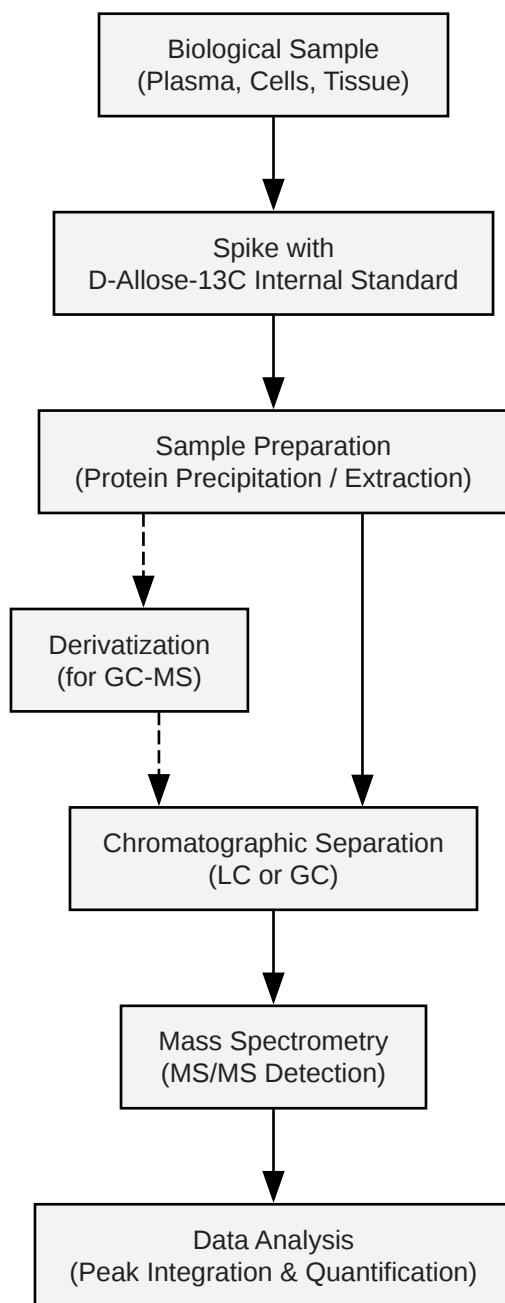 Biological Sample
(Plasma, Cells, Tissue)
Spike with
D-Allose-13C Internal Standard
Sample Preparation
(Protein Precipitation / Extraction)
Derivatization
(for GC-MS)
Chromatographic Separation
(LC or GC)
Mass Spectrometry
(MS/MS Detection)
Data Analysis
(Peak Integration & Quantification)